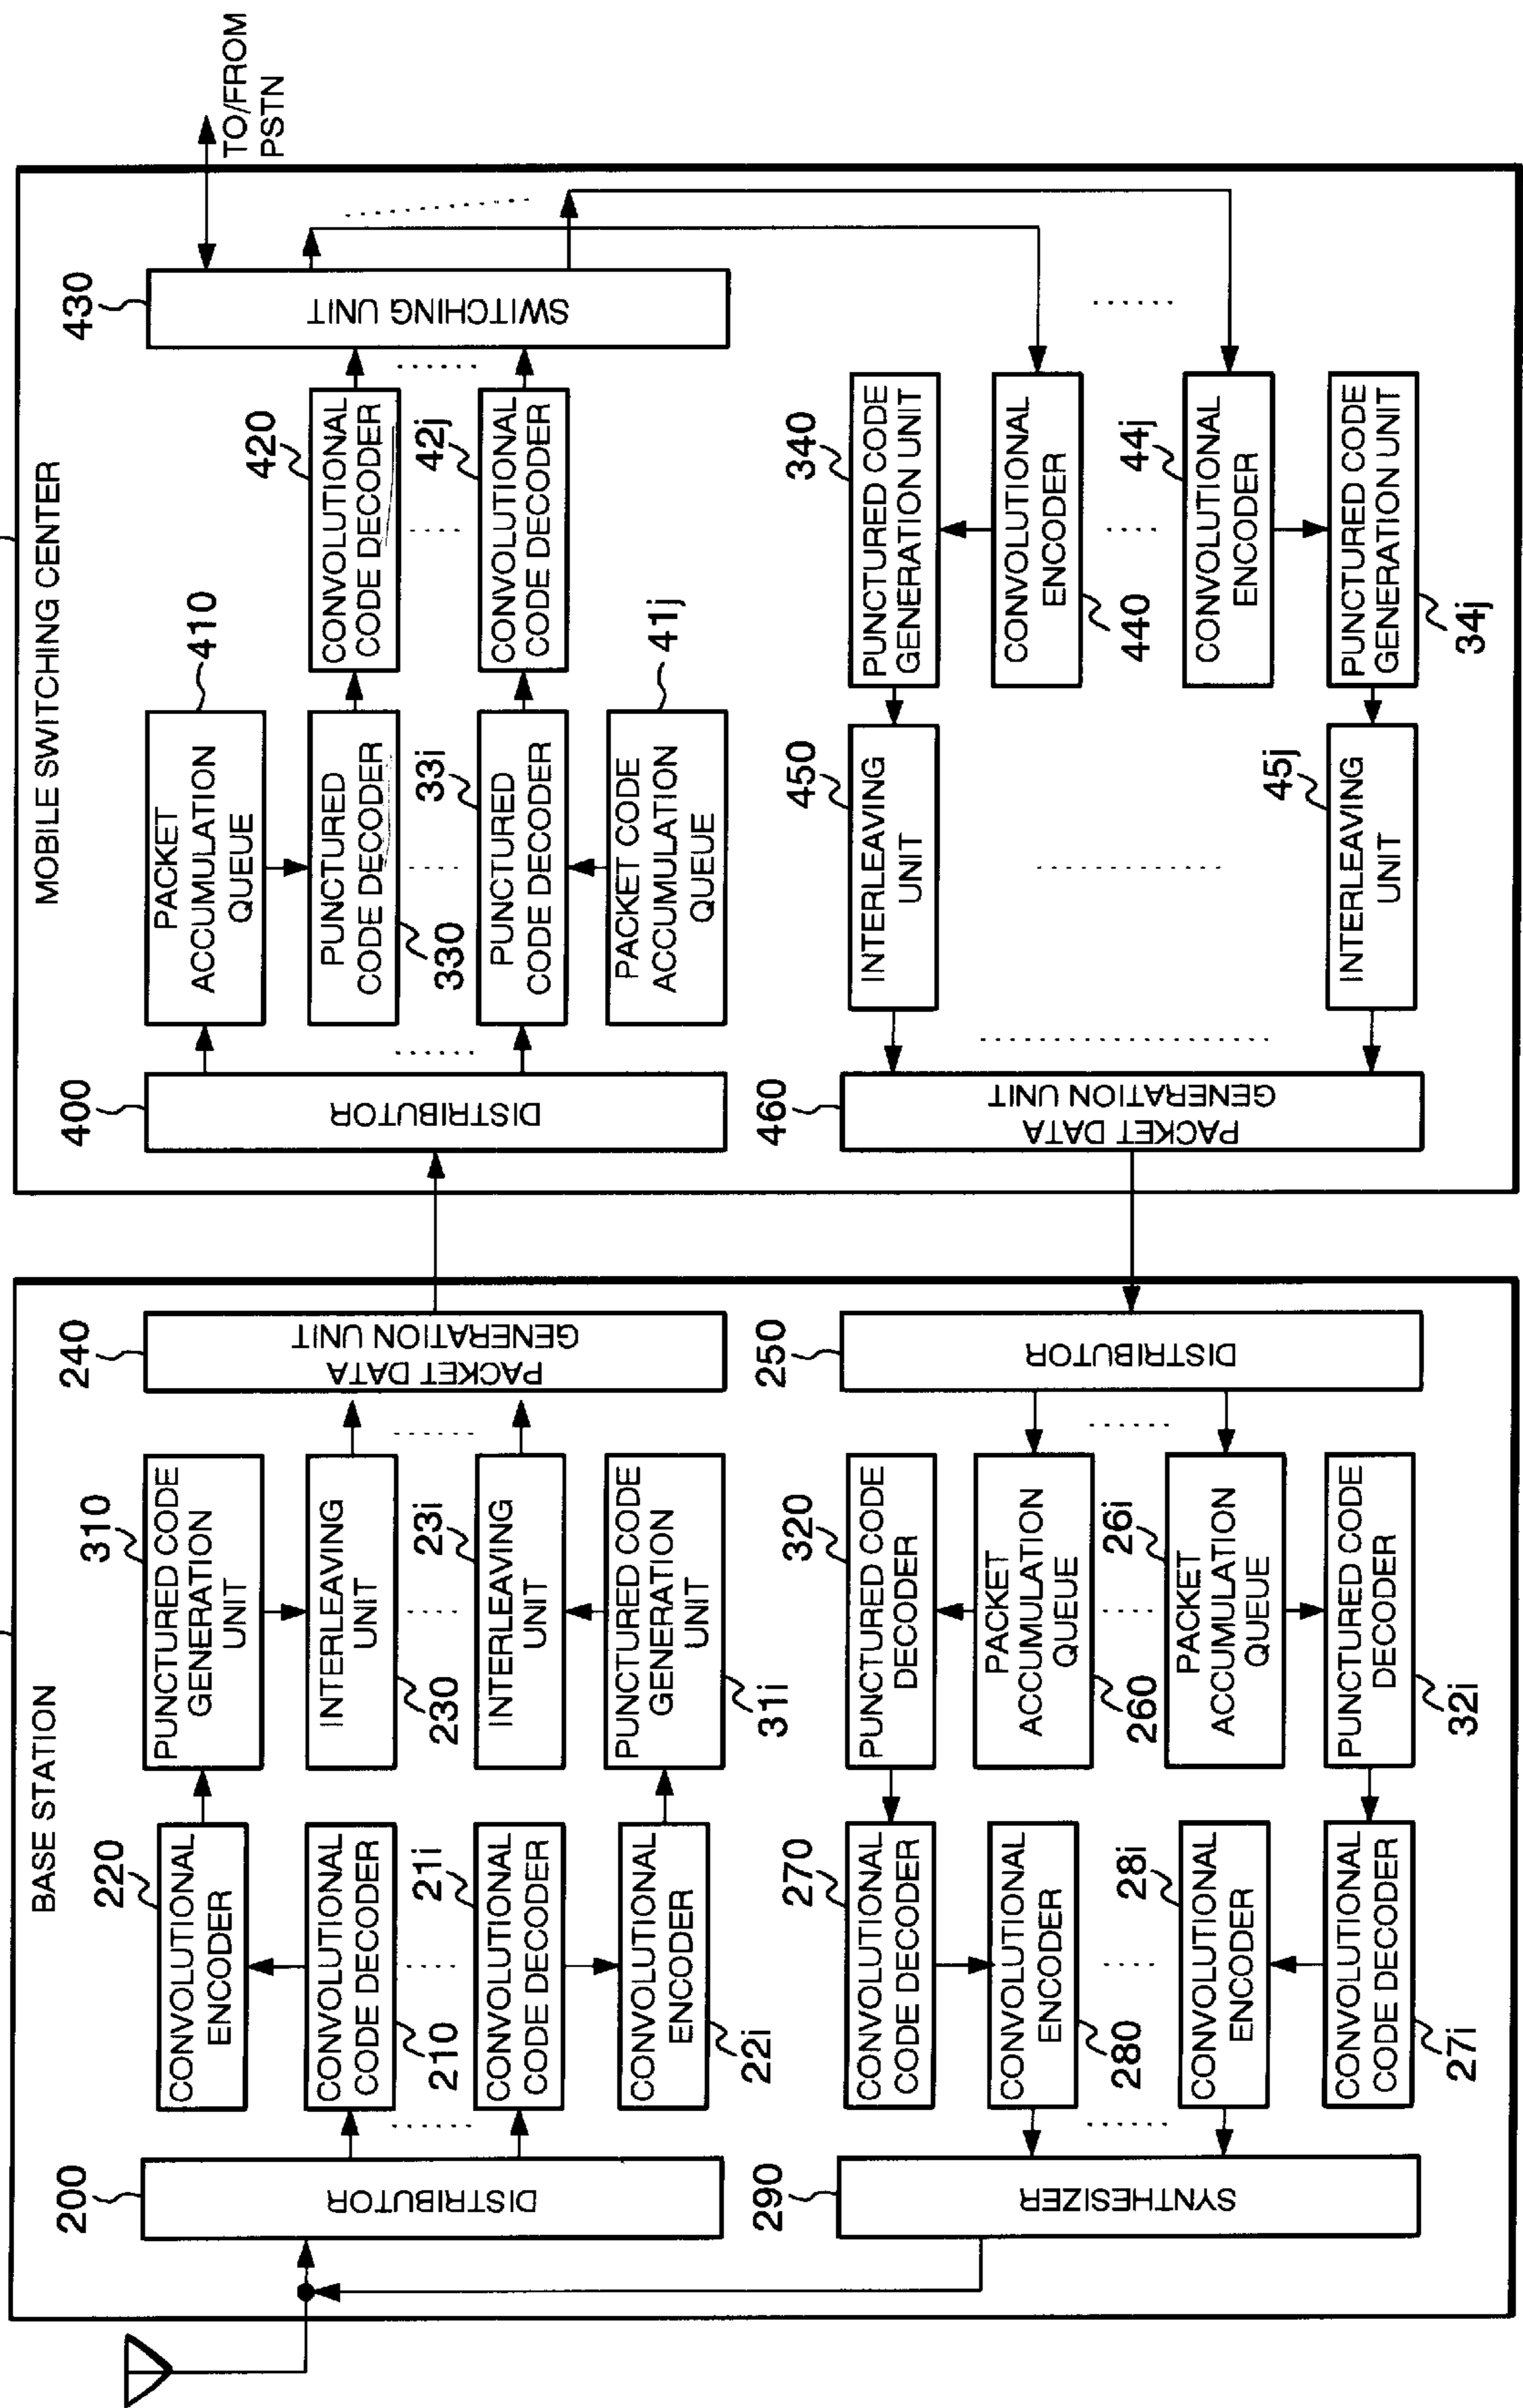 BASE STATION
200
DISTRIBUTOR
220
CONVOLUTIONAL
ENCODER
CONVOLUTIONAL
CODE DECODER
210
21i
CONVOLUTIONAL
CODE DECODER
CONVOLUTIONAL
ENCODER
22i
310
PUNCTURED CODE
GENERATION
UNIT
INTERLEAVING
UNIT
230
23i
INTERLEAVING
UNIT
PUNCTURED CODE
GENERATION
UNIT
31i
240
PACKET DATA
GENERATION UNIT
290
SYNTHESIZER
270
CONVOLUTIONAL
CODE DECODER
CONVOLUTIONAL
ENCODER
280
28i
CONVOLUTIONAL
ENCODER
CONVOLUTIONAL
CODE DECODER
27i
320
PUNCTURED CODE
DECODER
PACKET
ACCUMULATION
QUEUE
260
26i
PACKET
ACCUMULATION
QUEUE
PUNCTURED CODE
DECODER
32i
250
DISTRIBUTOR
MOBILE SWITCHING CENTER
400
DISTRIBUTOR
PACKET
ACCUMULATION
QUEUE
410
PUNCTURED
CODE DECODER
330
33i
PUNCTURED
CODE DECODER
PACKET CODE
ACCUMULATION
QUEUE
41j
420
CONVOLUTIONAL
CODE DECODER
42j
CONVOLUTIONAL
CODE DECODER
430
SWITCHING UNIT
TO/FROM
PSTN
460
PACKET DATA
GENERATION UNIT
450
INTERLEAVING
UNIT
45j
INTERLEAVING
UNIT
340
PUNCTURED CODE
GENERATION UNIT
CONVOLUTIONAL
ENCODER
440
44j
CONVOLUTIONAL
ENCODER
PUNCTURED CODE
GENERATION UNIT
34j